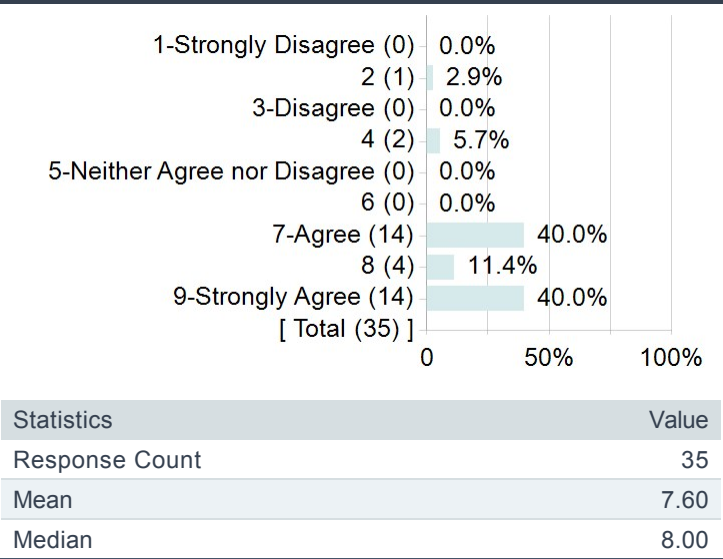 1-Strongly Disagree (0) 0.0%
2 (1) 2.9%
3-Disagree (0) 0.0%
4 (2) 5.7%
5-Neither Agree nor Disagree (0) 0.0%
6 (0) 0.0%
7-Agree (14) 40.0%
8 (4) 11.4%
9-Strongly Agree (14) 40.0%
[ Total (35) ]
0 50% 100%
Statistics Value
Response Count 35
Mean 7.60
Median 8.00